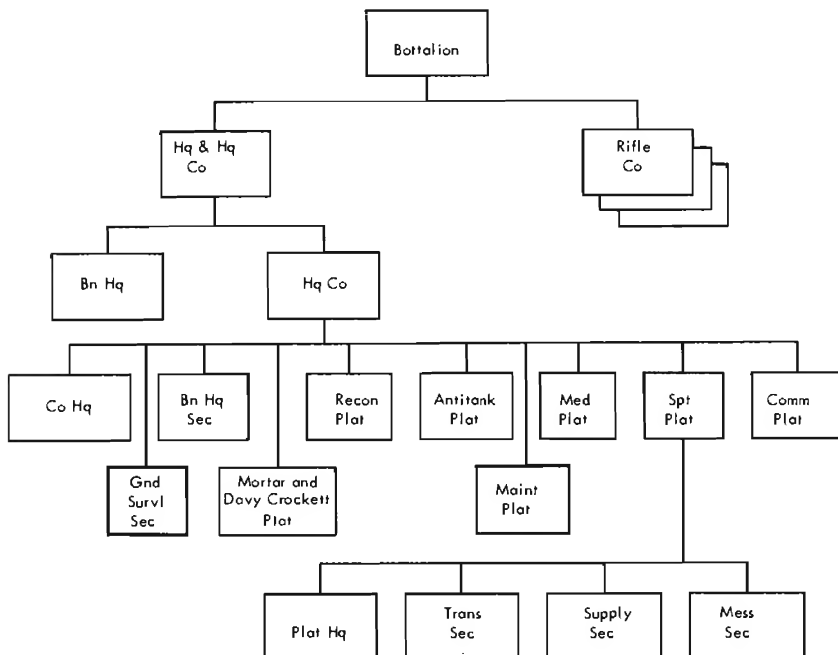 Bottalion
Hq & Hq
Co
Rifle
Co
Bn Hq
Hq Co
Co Hq
Bn Hq
Sec
Recon
Plat
Antitank
Plat
Med
Plat
Spt
Plat
Comm
Plat
Gnd
Survl
Sec
Mortar and
Davy Crockett
Plat
Maint
Plat
Plat Hq
Trans
Sec
Supply
Sec
Mess
Sec